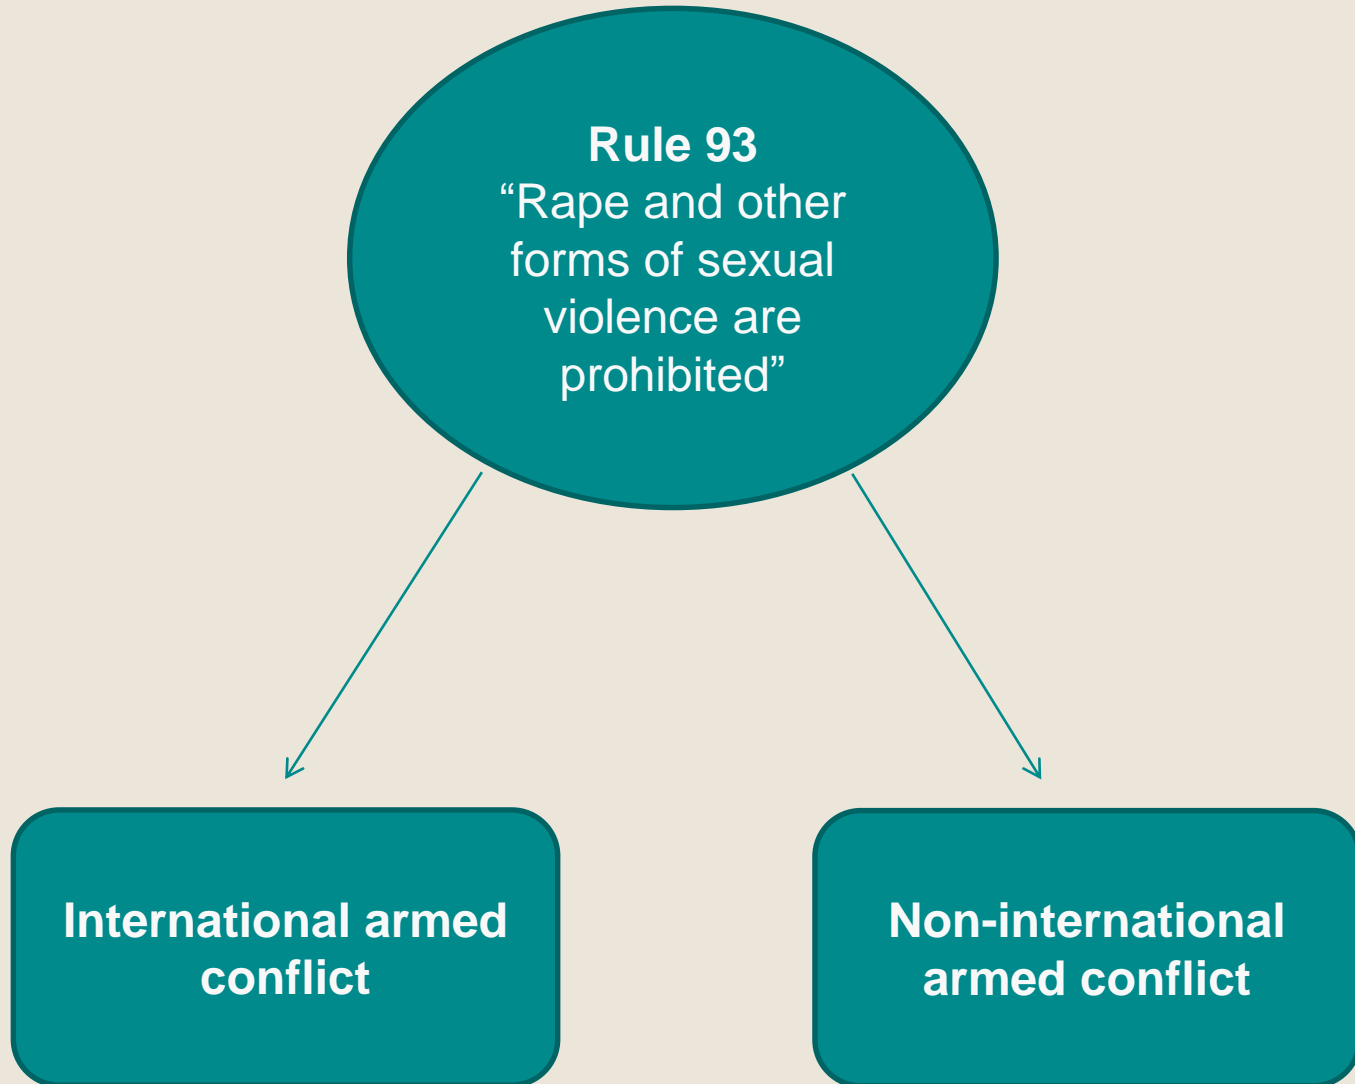 Rule 93
“Rape and other
forms of sexual
violence are
prohibited”
International armed
conflict
Non-international
armed conflict